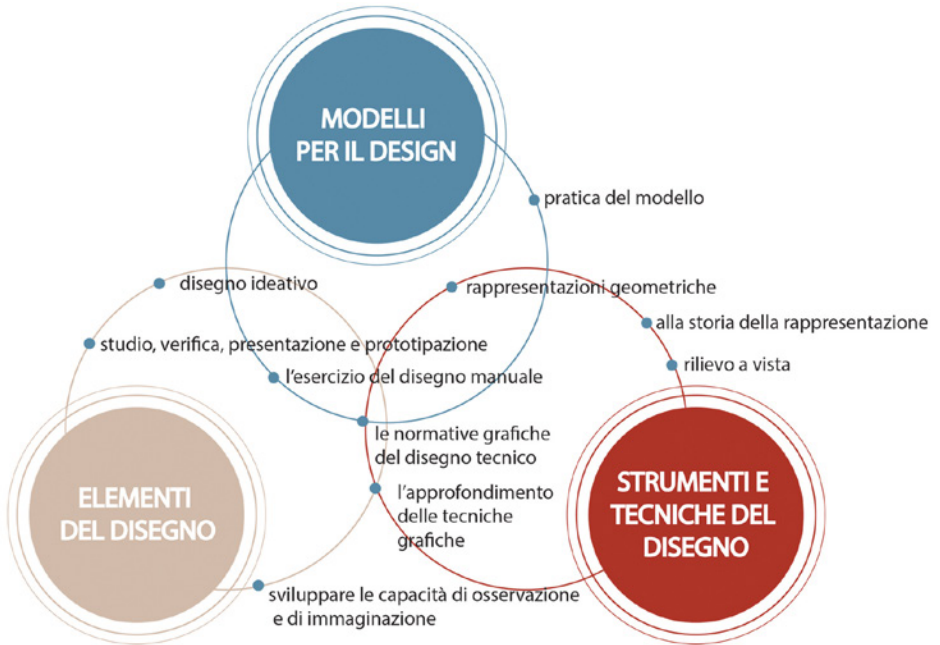 MODELLI
PER IL DESIGN
pratica del modello
disegno ideativo
rappresentazioni geometriche
alla storia della rappresentazione
studio, verifica, presentazione e prototipazione
rilievo a vista
l'esercizio del disegno manuale
le normative grafiche
del disegno tecnico
ELEMENTI
DEL DISEGNO
l'approfondimento
delle tecniche
grafiche
STRUMENTI E
TECNICHE DEL
DISEGNO
sviluppare le capacità di osservazione
e di immaginazione